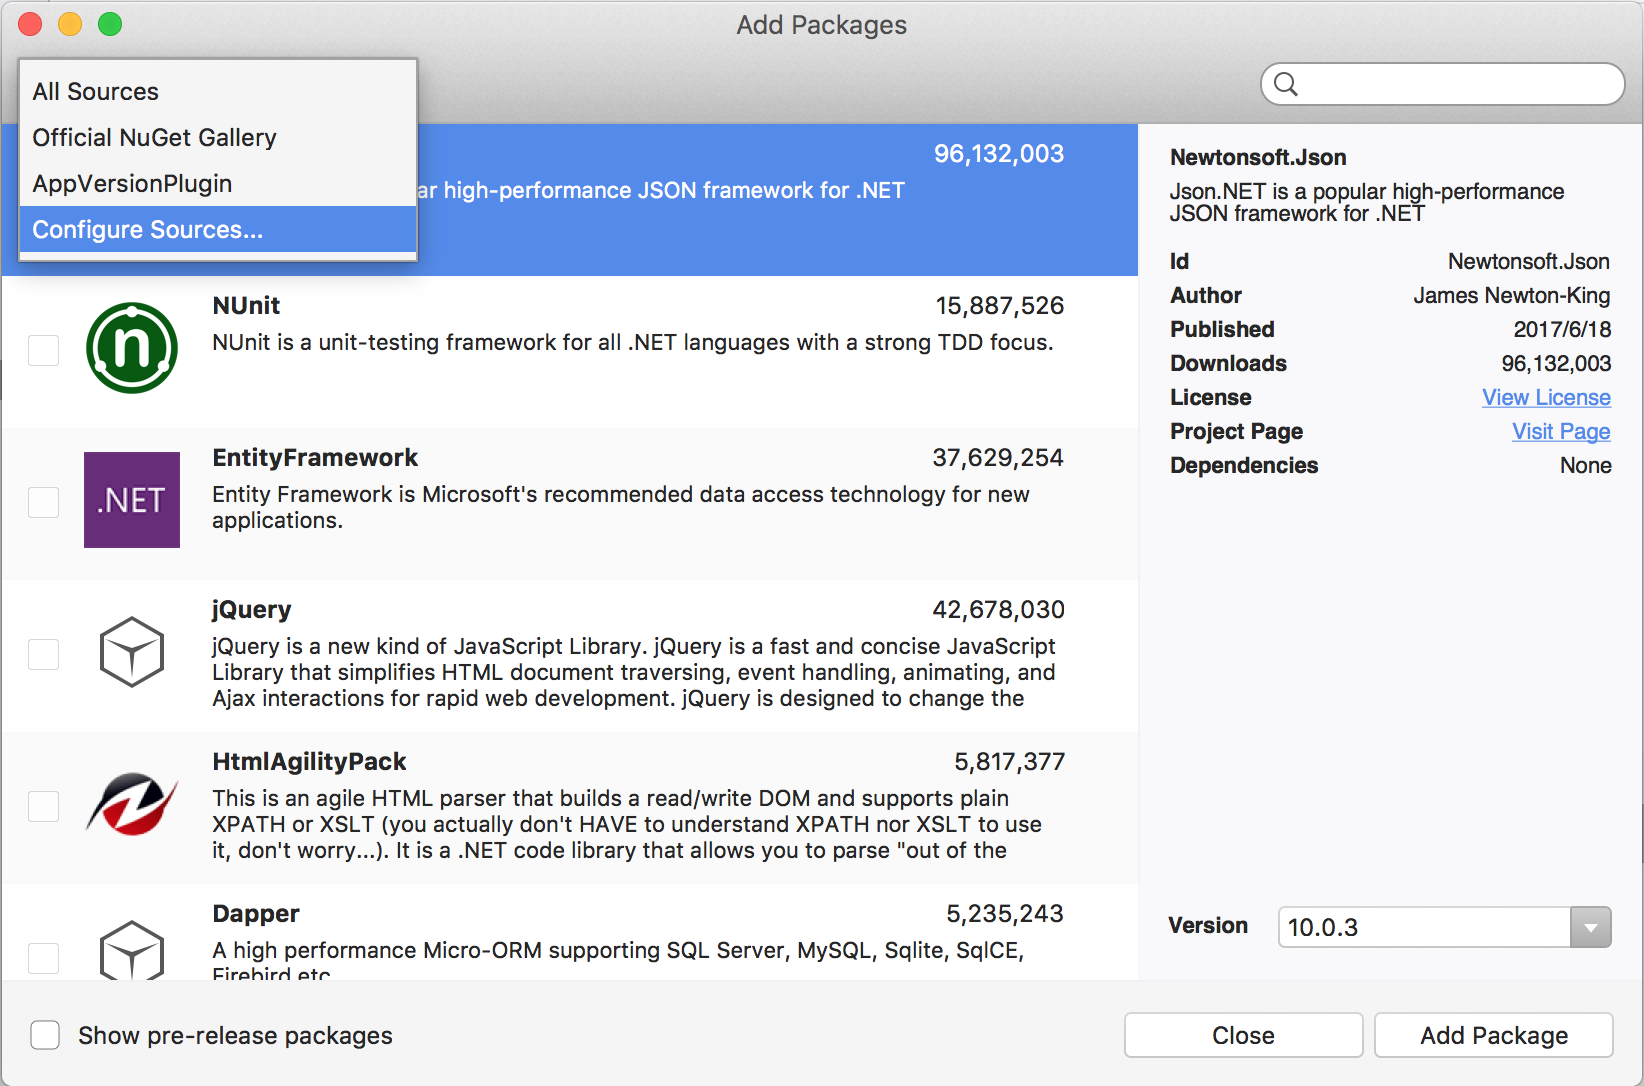 Add Packages
All Sources
Official NuGet Gallery
AppVersionPlugin
Configure Sources...
96,132,003
ar high-performance JSON framework for .NET
n
NUnit
15,887,526
NUnit is a unit-testing framework for all .NET languages with a strong TDD focus.
.NET
EntityFramework
37,629,254
Entity Framework is Microsoft's recommended data access technology for new
applications.
jQuery
42,678,030
jQuery is a new kind of JavaScript Library. jQuery is a fast and concise JavaScript
Library that simplifies HTML document traversing, event handling, animating, and
Ajax interactions for rapid web development. jQuery is designed to change the
HtmlAgilityPack
5,817,377
This is an agile HTML parser that builds a read/write DOM and supports plain
XPATH or XSLT (you actually don't HAVE to understand XPATH nor XSLT to use
it, don't worry...). It is a .NET code library that allows you to parse "out of the
Dapper
5,235,243
A high performance Micro-ORM supporting SQL Server, MySQL, Sqlite, SqlCE,
Firebird etc
Newtonsoft.Json
Json.NET is a popular high-performance
JSON framework for .NET
Id Newtonsoft.Json
Author James Newton-King
Published 2017/6/18
Downloads 96,132,003
License View License
Project Page Visit Page
Dependencies None
Version 10.0.3
Show pre-release packages
Close
Add Package